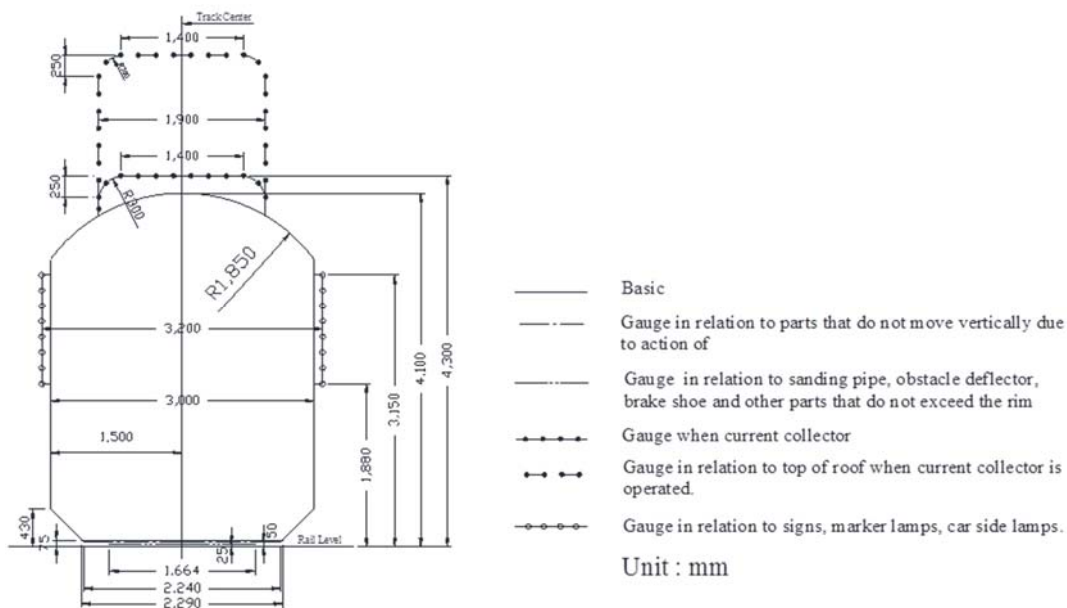 Track Center
1,400
250
R300
1,900
1,400
250
R300
R1,850
3,200
3,000
1,500
1,880
3,150
4,100
4,300
430
75
50
25
Rail Level
1.664
2.240
2.290
Basic
Gauge in relation to parts that do not move vertically due
to action of
Gauge in relation to sanding pipe, obstacle deflector,
brake shoe and other parts that do not exceed the rim
Gauge when current collector
Gauge in relation to top of roof when current collector is
operated.
Gauge in relation to signs, marker lamps, car side lamps.
Unit : mm